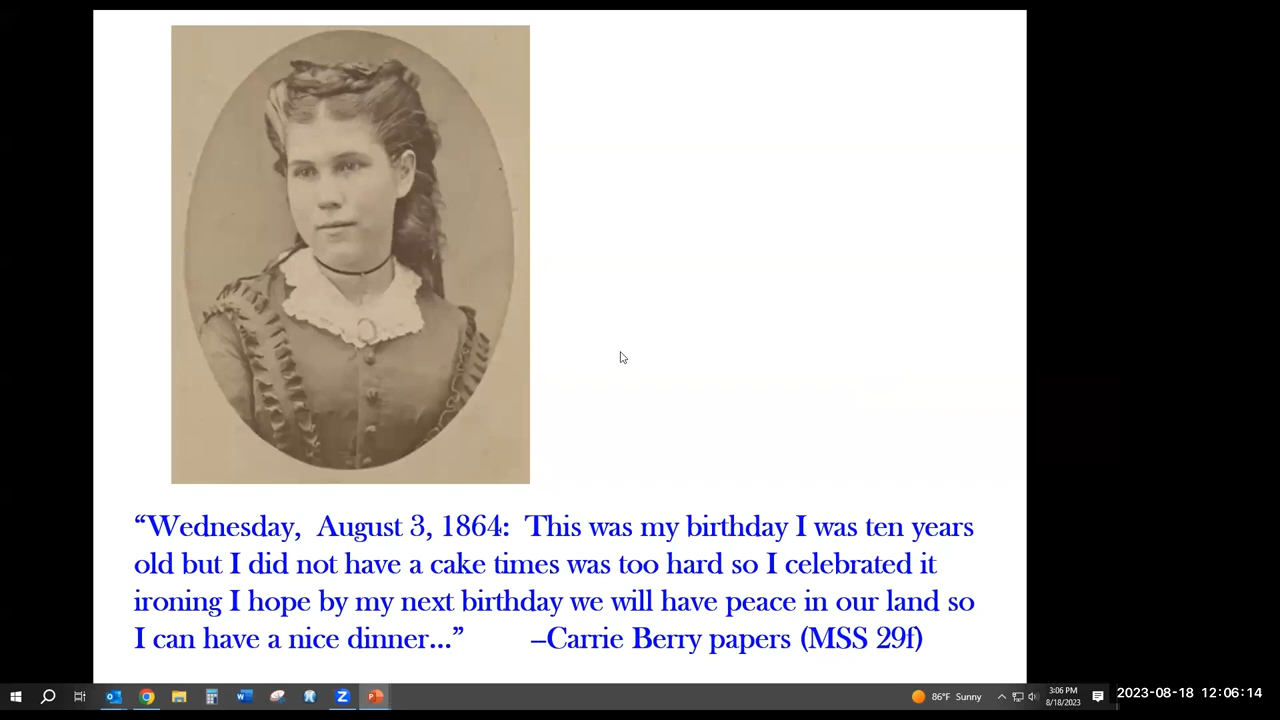 “Wednesday,  August 3, 1864:  This was my birthday I was ten years
old but I did not have a cake times was too hard so I celebrated it
ironing I hope by my next birthday we will have peace in our land so
I can have a nice dinner...”          –Carrie Berry papers (MSS 29f)
86°F  Sunny
3:06 PM
8/18/2023
2023-08-18  12:06:14